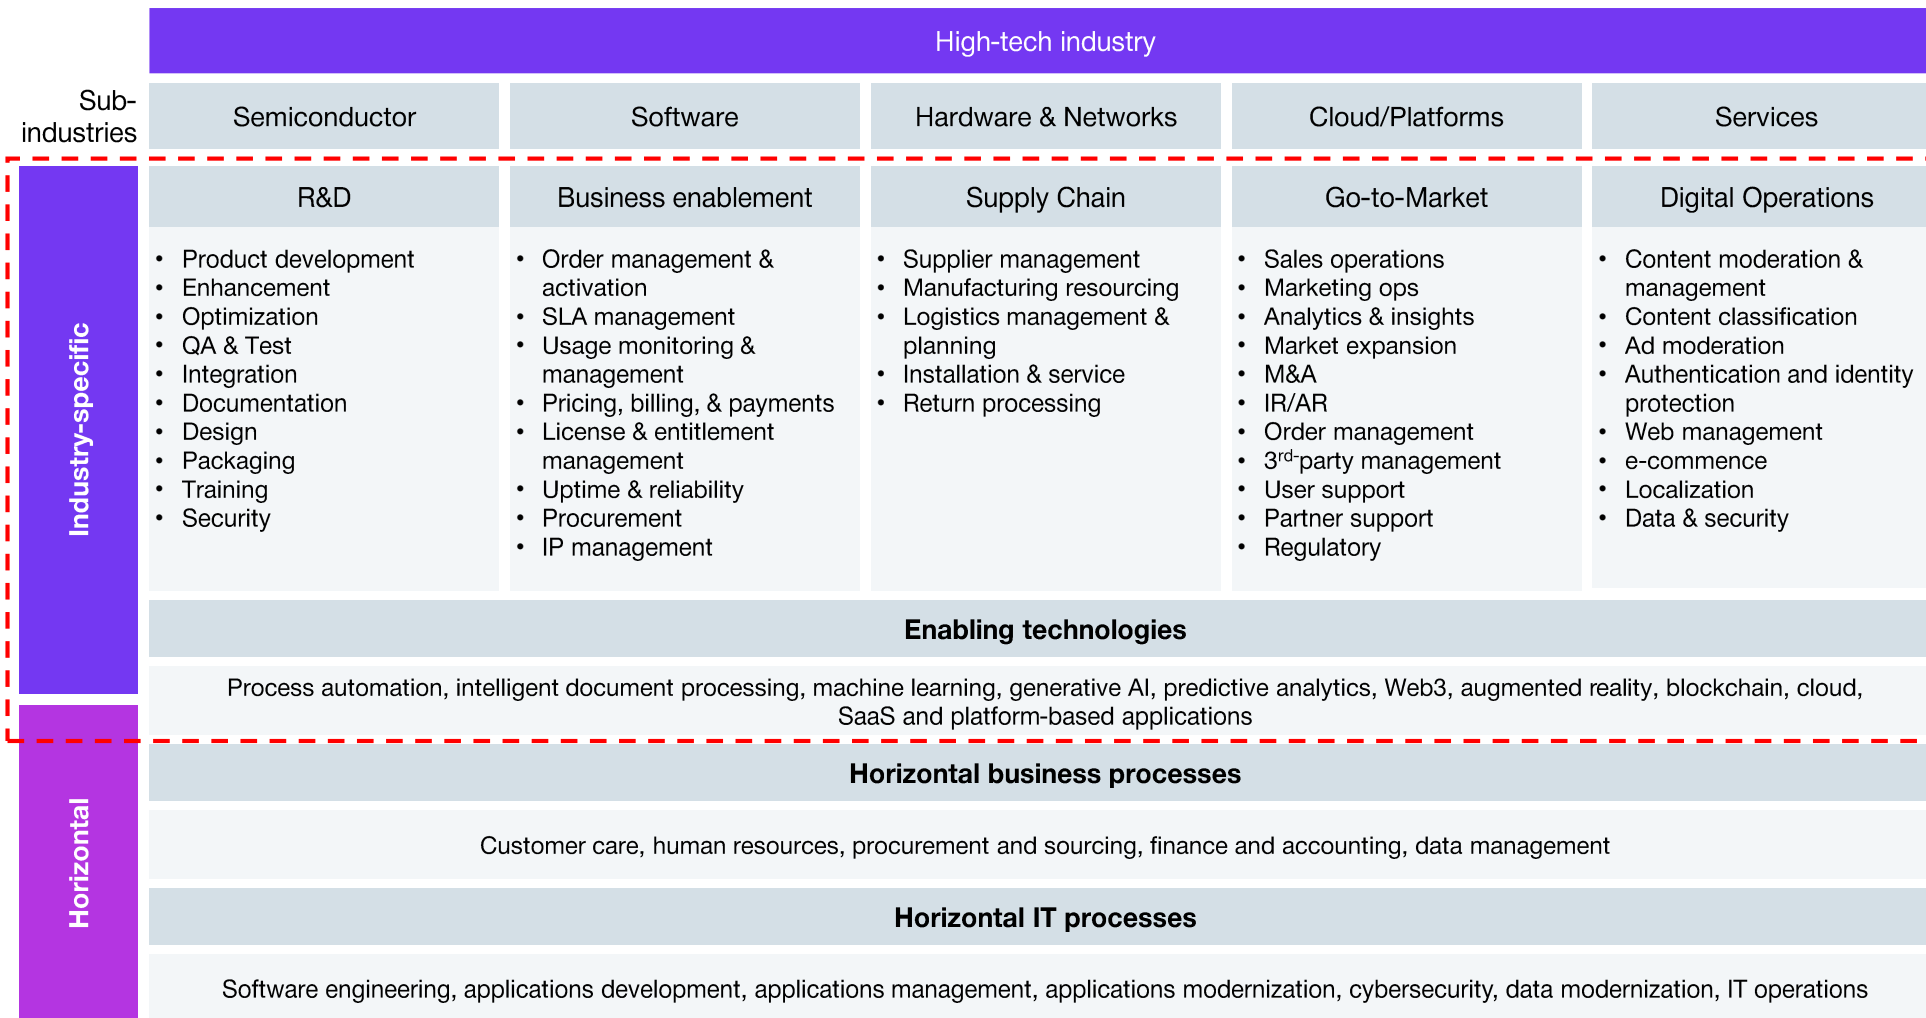 High-tech industry
Sub-
industries
Semiconductor
Software
Hardware & Networks
Cloud/Platforms
Services
Industry-specific
R&D
• Product development
• Enhancement
• Optimization
• QA & Test
• Integration
• Documentation
• Design
• Packaging
• Training
• Security
Business enablement
• Order management &
activation
• SLA management
• Usage monitoring &
management
• Pricing, billing, & payments
• License & entitlement
management
• Uptime & reliability
• Procurement
• IP management
Supply Chain
• Supplier management
• Manufacturing resourcing
• Logistics management &
planning
• Installation & service
• Return processing
Go-to-Market
• Sales operations
• Marketing ops
• Analytics & insights
• Market expansion
• M&A
• IR/AR
• Order management
• 3rd-party management
• User support
• Partner support
• Regulatory
Digital Operations
• Content moderation &
management
• Content classification
• Ad moderation
• Authentication and identity
protection
• Web management
• e-commence
• Localization
• Data & security
Enabling technologies
Process automation, intelligent document processing, machine learning, generative AI, predictive analytics, Web3, augmented reality, blockchain, cloud,
SaaS and platform-based applications
Horizontal
Horizontal business processes
Customer care, human resources, procurement and sourcing, finance and accounting, data management
Horizontal IT processes
Software engineering, applications development, applications management, applications modernization, cybersecurity, data modernization, IT operations